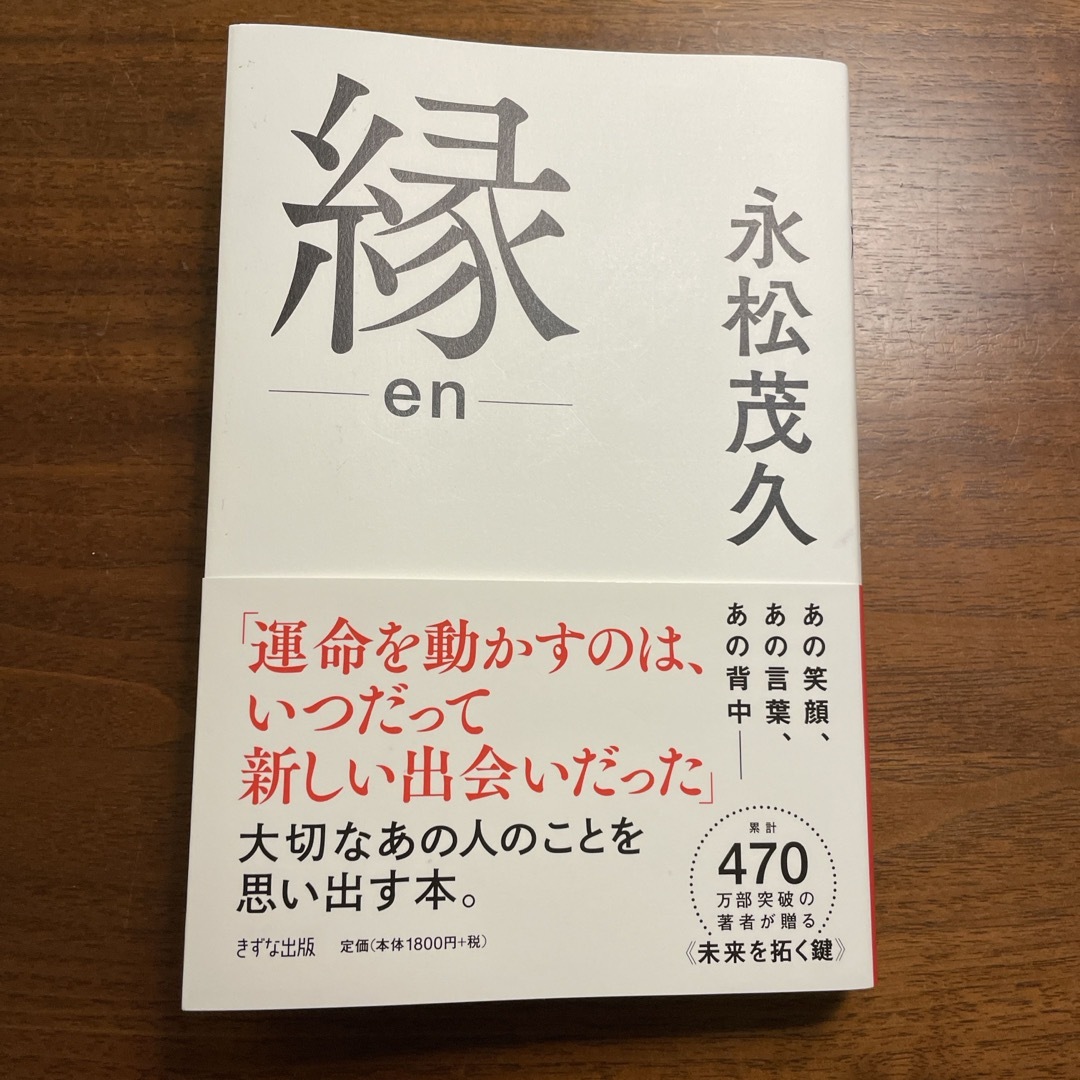 縁
en
永松茂久
あの笑顔、
あの言葉、
あの背中――
「運命を動かすのは、
いつだって
新しい出会いだった」
大切なあの人のことを
思い出す本。
きずな出版 定価(本体1800円+税)
累計
470
万部突破の
著者が贈る
《未来を拓く鍵》